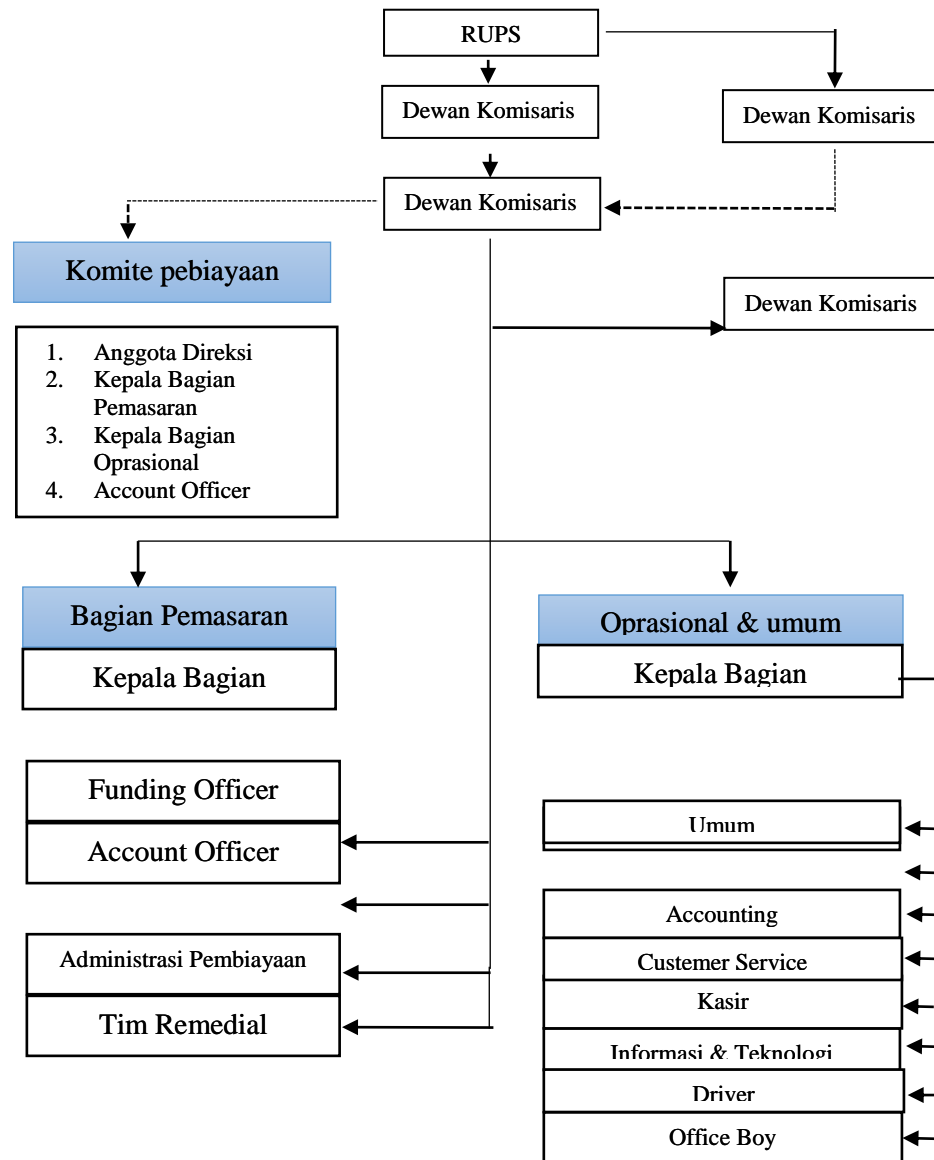 RUPS
Dewan Komisaris
Dewan Komisaris
Dewan Komisaris
Komite pebiayaan
Dewan Komisaris
1. Anggota Direksi
2. Kepala Bagian
Pemasaran
3. Kepala Bagian
Oprasional
4. Account Officer
Bagian Pemasaran
Kepala Bagian
Oprasional & umum
Kepala Bagian
Funding Officer
Account Officer
Administrasi Pembiayaan
Tim Remedial
Umum
Accounting
Custemer Service
Kasir
Informasi & Teknologi
Driver
Office Boy